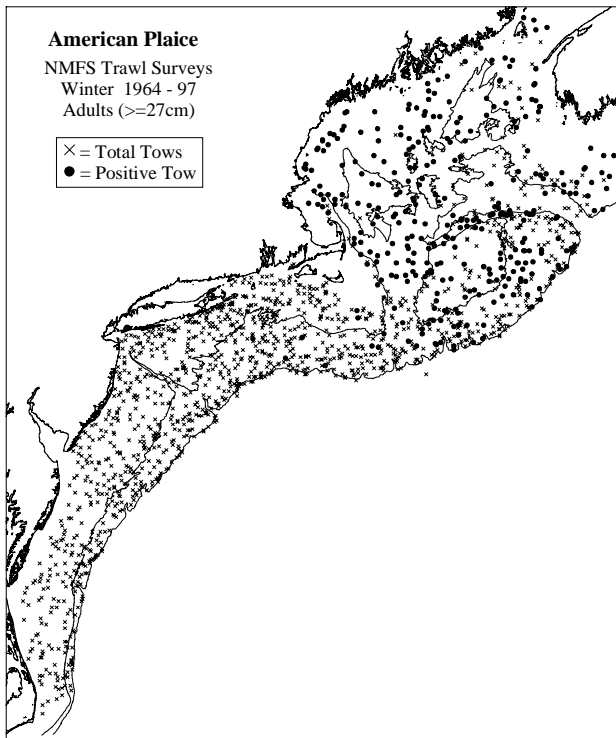 American Plaice
NMFS Trawl Surveys
Winter 1964 - 97
Adults (>=27cm)
× = Total Tows
● = Positive Tow